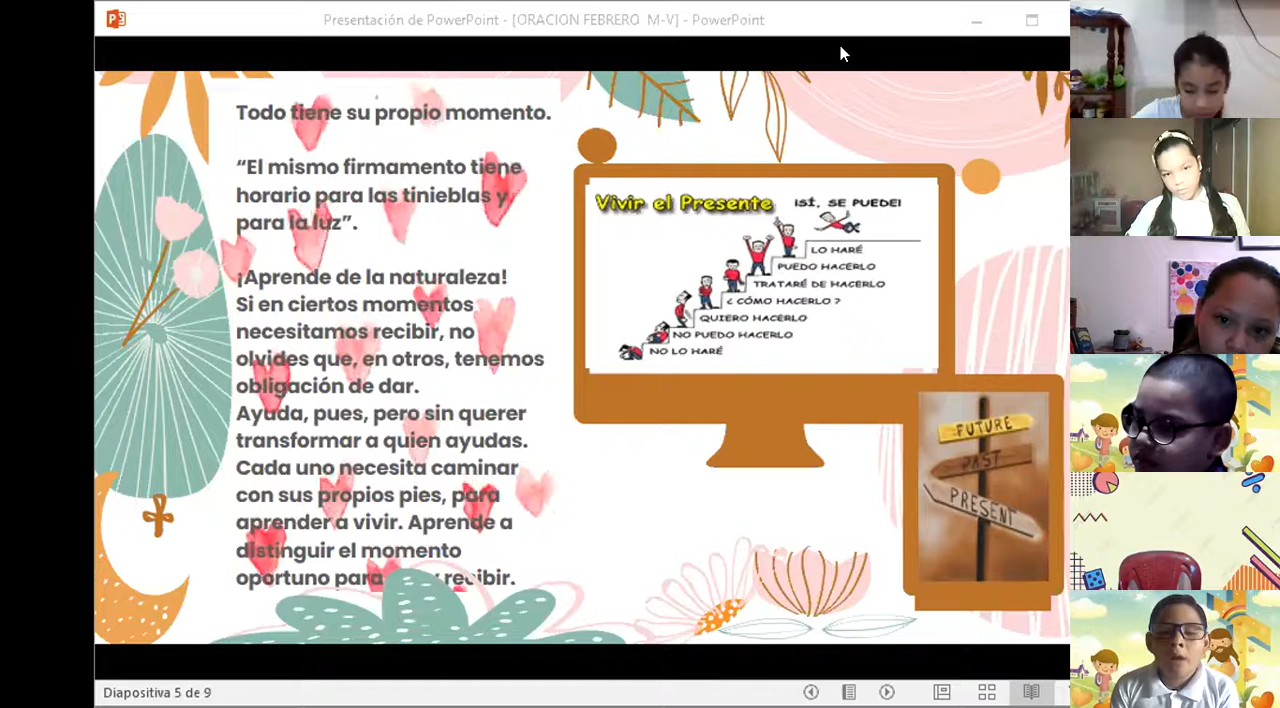 Presentación de PowerPoint - [ORACION FEBRERO M-V] - PowerPoint
Todo tiene su propio momento.
“El mismo firmamento tiene
horario para las tinieblas y
para la luz”.
¡Aprende de la naturaleza!
Si en ciertos momentos
necesitamos recibir, no
olvides que, en otros, tenemos
obligación de dar.
Ayuda, pues, pero sin querer
transformar a quien ayudas.
Cada uno necesita caminar
con sus propios pies, para
aprender a vivir. Aprende a
distinguir el momento
oportuno para recibir.
Vivir el Presente
¡SÍ, SE PUEDE!
LO HARÉ
PUEDO HACERLO
TRATARÉ DE HACERLO
¿ CÓMO HACERLO ?
QUIERO HACERLO
NO PUEDO HACERLO
NO LO HARÉ
FUTURE
PAST
PRESENT
Diapositiva 5 de 9